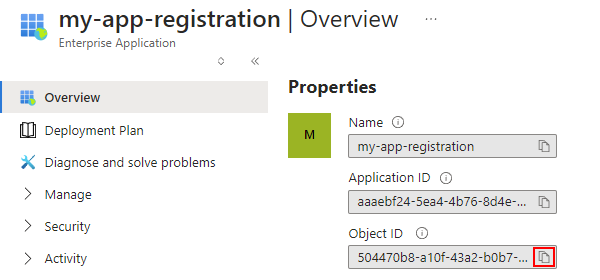 my-app-registration | Overview ...
Enterprise Application
Overview
Deployment Plan
Diagnose and solve problems
Manage
Security
Activity
Properties
M
Name
my-app-registration
Application ID
aaaebf24-5ea4-4b76-8d4e-...
Object ID
504470b8-a10f-43a2-b0b7-...